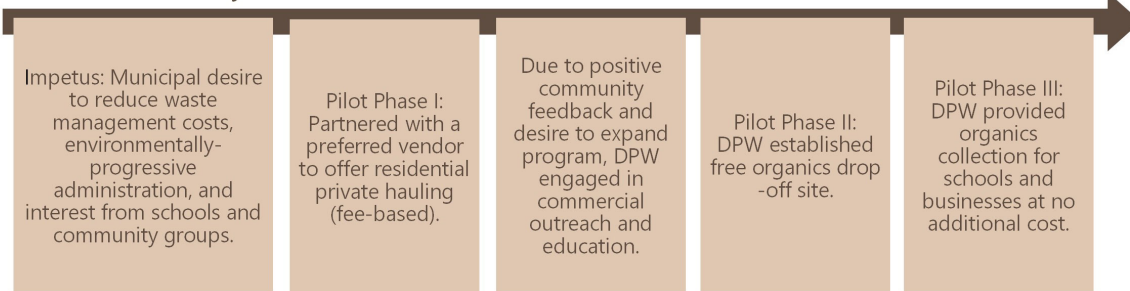 Impetus: Municipal desire
to reduce waste
management costs,
environmentally-
progressive
administration, and
interest from schools and
community groups.
Pilot Phase I:
Partnered with a
preferred vendor
to offer residential
private hauling
(fee-based).
Due to positive
community
feedback and
desire to expand
program, DPW
engaged in
commercial
outreach and
education.
Pilot Phase II:
DPW established
free organics drop
-off site.
Pilot Phase III:
DPW provided
organics
collection for
schools and
businesses at no
additional cost.